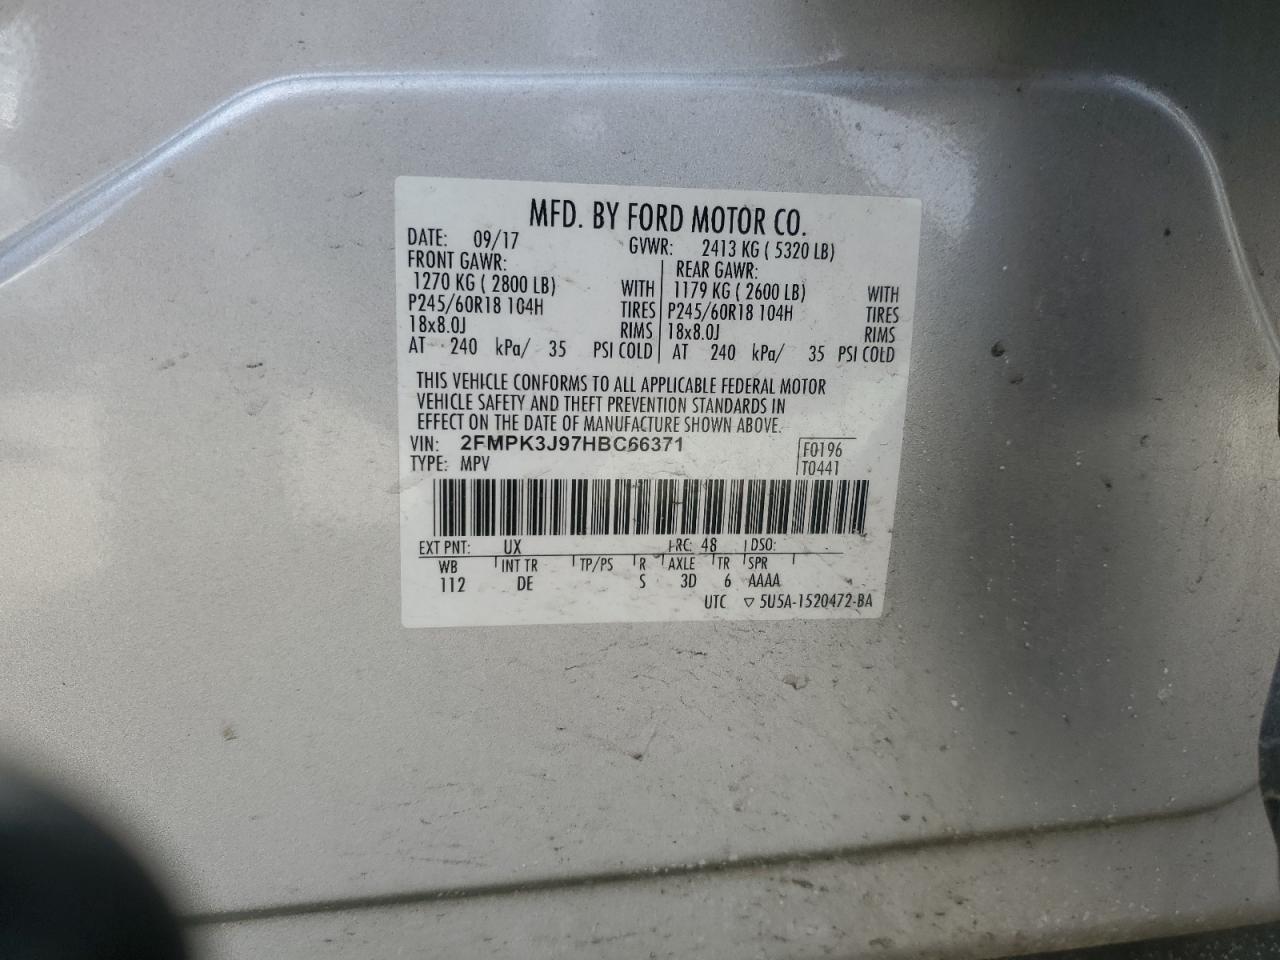 MFD. BY FORD MOTOR CO.
DATE: 09/17 GVWR: 2413 KG ( 5320 LB)
FRONT GAWR: REAR GAWR:
1270 KG ( 2800 LB) WITH 1179 KG ( 2600 LB) WITH
P245/60R18 104H TIRES P245/60R18 104H TIRES
18x8.0J RIMS 18x8.0J RIMS
AT 240 kPa/ 35 PSI COLD AT 240 kPa/ 35 PSI COLD
THIS VEHICLE CONFORMS TO ALL APPLICABLE FEDERAL MOTOR
VEHICLE SAFETY AND THEFT PREVENTION STANDARDS IN
EFFECT ON THE DATE OF MANUFACTURE SHOWN ABOVE.
VIN: 2FMPK3J97HBC66371 F0196
TYPE: MPV T0441
EXT PNT: UX RC: 48 DSO:
WB INT TR TP/PS R AXLE TR SPR
112 DE S 3D 6 AAAA
UTC ▽ 5U5A-1520472-BA